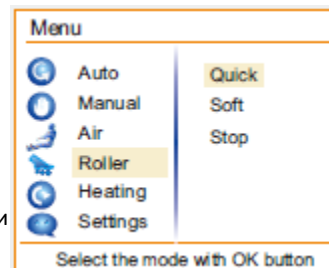 Menu
Auto
Manual
Air
Roller
Heating
Settings
Quick
Soft
Stop
и
Select the mode with OK button